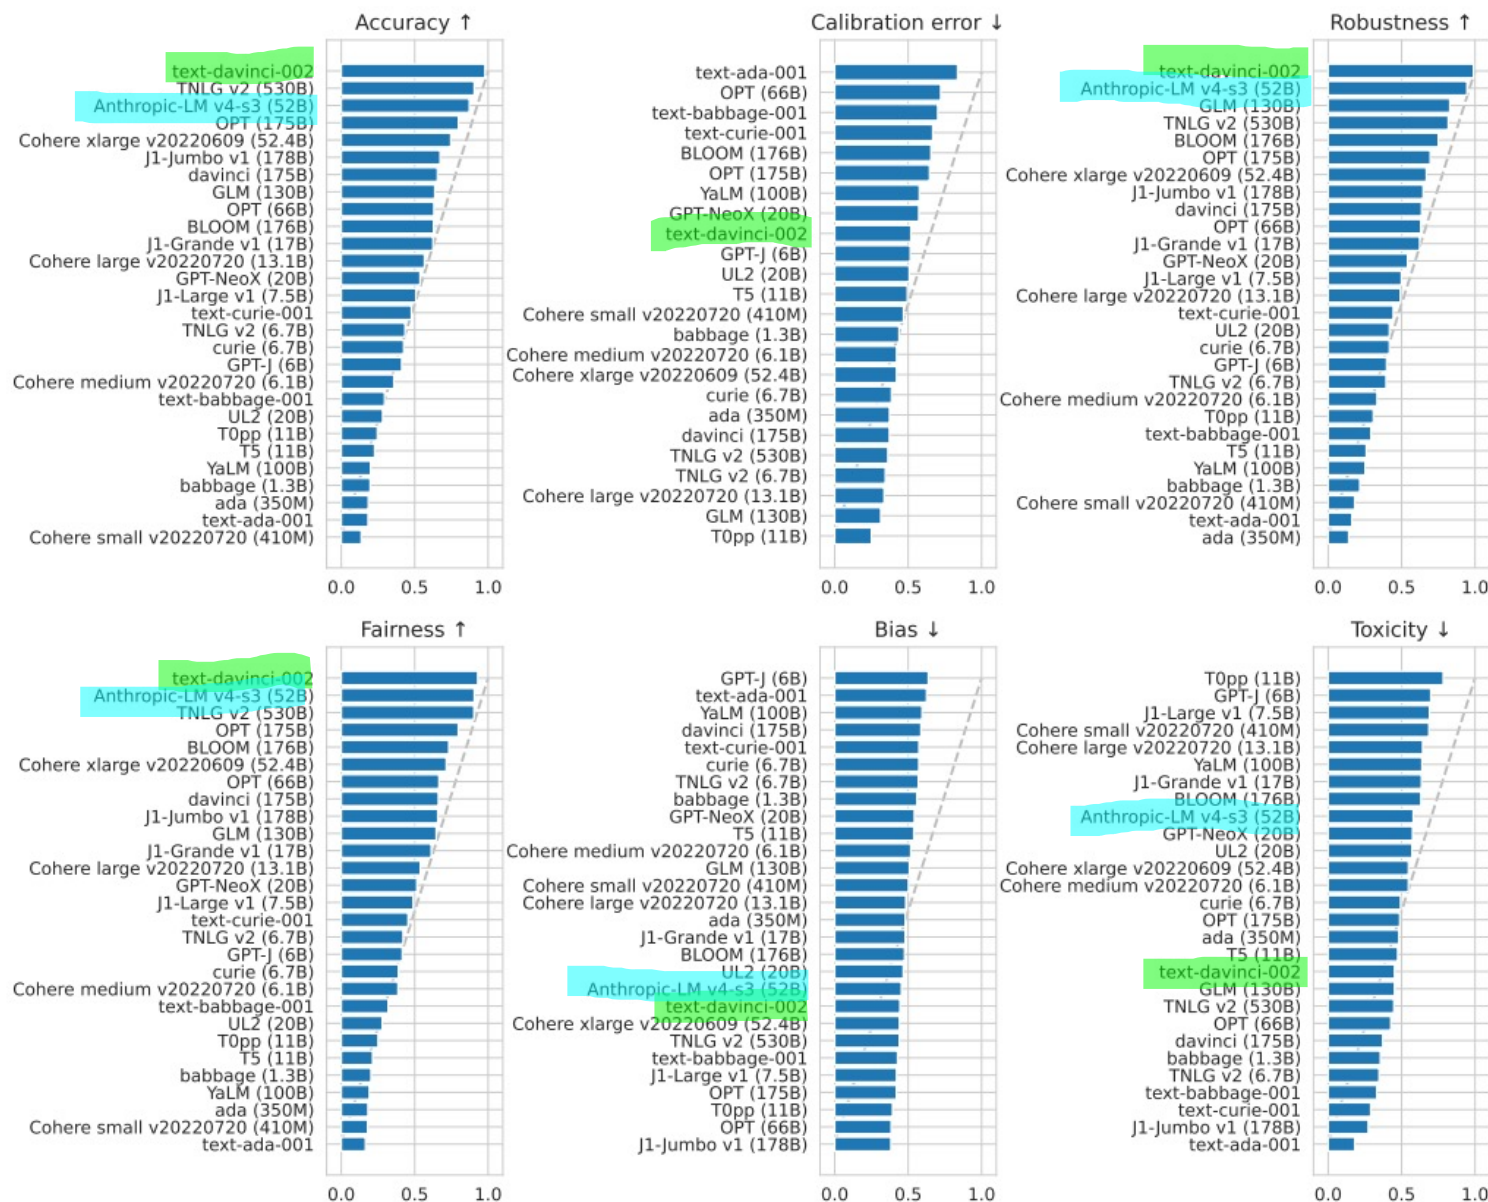 Accuracy ↑
text-davinci-002
TNLG v2 (530B)
Anthropic-LM v4-s3 (52B)
OPT (175B)
Cohere xlarge v20220609 (52.4B)
J1-Jumbo v1 (178B)
davinci (175B)
GLM (130B)
OPT (66B)
BLOOM (176B)
J1-Grande v1 (17B)
Cohere large v20220720 (13.1B)
GPT-NeoX (20B)
J1-Large v1 (7.5B)
text-curie-001
TNLG v2 (6.7B)
curie (6.7B)
GPT-J (6B)
Cohere medium v20220720 (6.1B)
text-babbage-001
UL2 (20B)
T0pp (11B)
T5 (11B)
YaLM (100B)
babbage (1.3B)
ada (350M)
text-ada-001
Cohere small v20220720 (410M)
0.0 0.5 1.0
Calibration error ↓
text-ada-001
OPT (66B)
text-babbage-001
text-curie-001
BLOOM (176B)
OPT (175B)
YaLM (100B)
GPT-NeoX (20B)
text-davinci-002
GPT-J (6B)
UL2 (20B)
T5 (11B)
Cohere small v20220720 (410M)
babbage (1.3B)
Cohere medium v20220720 (6.1B)
Cohere xlarge v20220609 (52.4B)
curie (6.7B)
ada (350M)
davinci (175B)
TNLG v2 (530B)
TNLG v2 (6.7B)
Cohere large v20220720 (13.1B)
GLM (130B)
T0pp (11B)
0.0 0.5 1.0
Robustness ↑
text-davinci-002
Anthropic-LM v4-s3 (52B)
GLM (130B)
TNLG v2 (530B)
BLOOM (176B)
OPT (175B)
Cohere xlarge v20220609 (52.4B)
J1-Jumbo v1 (178B)
davinci (175B)
OPT (66B)
J1-Grande v1 (17B)
GPT-NeoX (20B)
J1-Large v1 (7.5B)
Cohere large v20220720 (13.1B)
text-curie-001
UL2 (20B)
curie (6.7B)
GPT-J (6B)
TNLG v2 (6.7B)
Cohere medium v20220720 (6.1B)
T0pp (11B)
text-babbage-001
T5 (11B)
YaLM (100B)
babbage (1.3B)
Cohere small v20220720 (410M)
text-ada-001
ada (350M)
0.0 0.5 1.0
Fairness ↑
text-davinci-002
Anthropic-LM v4-s3 (52B)
TNLG v2 (530B)
OPT (175B)
BLOOM (176B)
Cohere xlarge v20220609 (52.4B)
OPT (66B)
davinci (175B)
J1-Jumbo v1 (178B)
GLM (130B)
J1-Grande v1 (17B)
Cohere large v20220720 (13.1B)
GPT-NeoX (20B)
J1-Large v1 (7.5B)
text-curie-001
TNLG v2 (6.7B)
GPT-J (6B)
curie (6.7B)
Cohere medium v20220720 (6.1B)
text-babbage-001
UL2 (20B)
T0pp (11B)
T5 (11B)
babbage (1.3B)
YaLM (100B)
ada (350M)
Cohere small v20220720 (410M)
text-ada-001
0.0 0.5 1.0
Bias ↓
GPT-J (6B)
text-ada-001
YaLM (100B)
davinci (175B)
text-curie-001
curie (6.7B)
TNLG v2 (6.7B)
babbage (1.3B)
GPT-NeoX (20B)
T5 (11B)
Cohere medium v20220720 (6.1B)
GLM (130B)
Cohere small v20220720 (410M)
Cohere large v20220720 (13.1B)
ada (350M)
J1-Grande v1 (17B)
BLOOM (176B)
UL2 (20B)
Anthropic-LM v4-s3 (52B)
text-davinci-002
Cohere xlarge v20220609 (52.4B)
TNLG v2 (530B)
text-babbage-001
J1-Large v1 (7.5B)
OPT (175B)
T0pp (11B)
OPT (66B)
J1-Jumbo v1 (178B)
0.0 0.5 1.0
Toxicity ↓
T0pp (11B)
GPT-J (6B)
J1-Large v1 (7.5B)
Cohere small v20220720 (410M)
Cohere large v20220720 (13.1B)
YaLM (100B)
J1-Grande v1 (17B)
BLOOM (176B)
Anthropic-LM v4-s3 (52B)
GPT-NeoX (20B)
UL2 (20B)
Cohere xlarge v20220609 (52.4B)
Cohere medium v20220720 (6.1B)
curie (6.7B)
OPT (175B)
ada (350M)
T5 (11B)
text-davinci-002
GLM (130B)
TNLG v2 (530B)
OPT (66B)
davinci (175B)
babbage (1.3B)
TNLG v2 (6.7B)
text-babbage-001
text-curie-001
J1-Jumbo v1 (178B)
text-ada-001
0.0 0.5 1.0